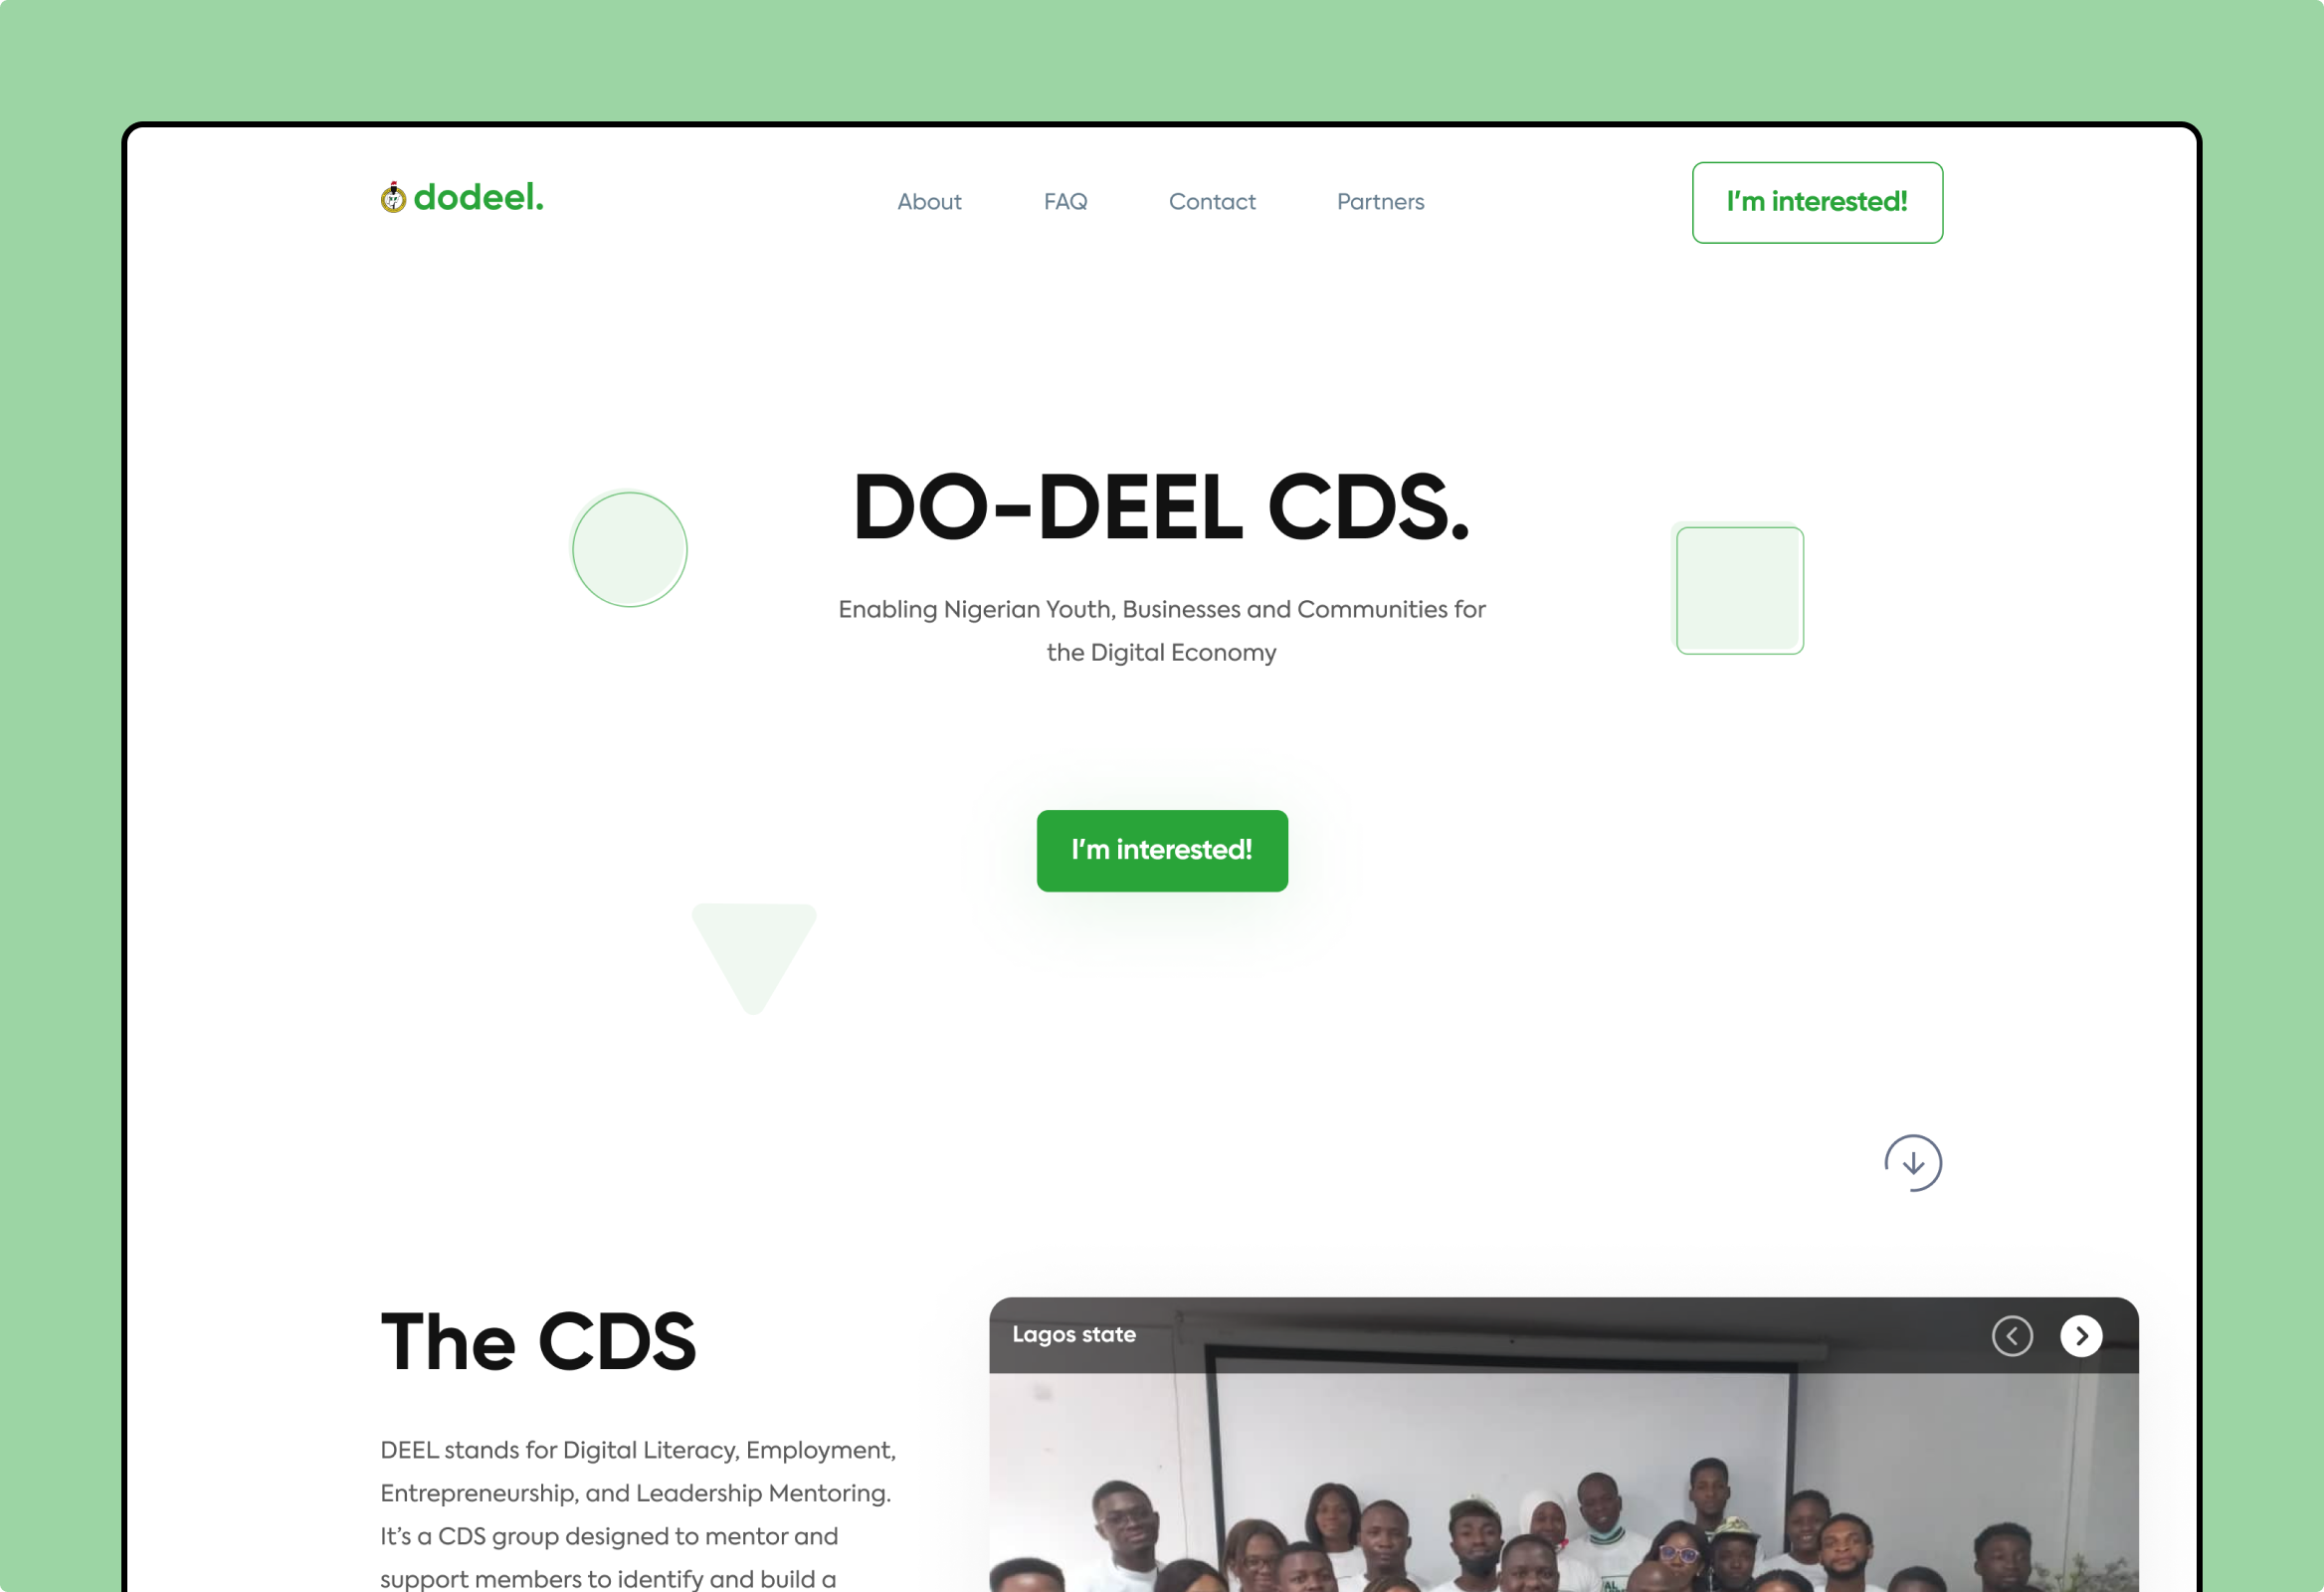 dodeel.
About
FAQ
Contact
Partners
I'm interested!
DO-DEEL CDS.
Enabling Nigerian Youth, Businesses and Communities for
the Digital Economy
I'm interested!
The CDS
DEEL stands for Digital Literacy, Employment,
Entrepreneurship, and Leadership Mentoring.
It's a CDS group designed to mentor and
support members to identify and build a
Lagos state